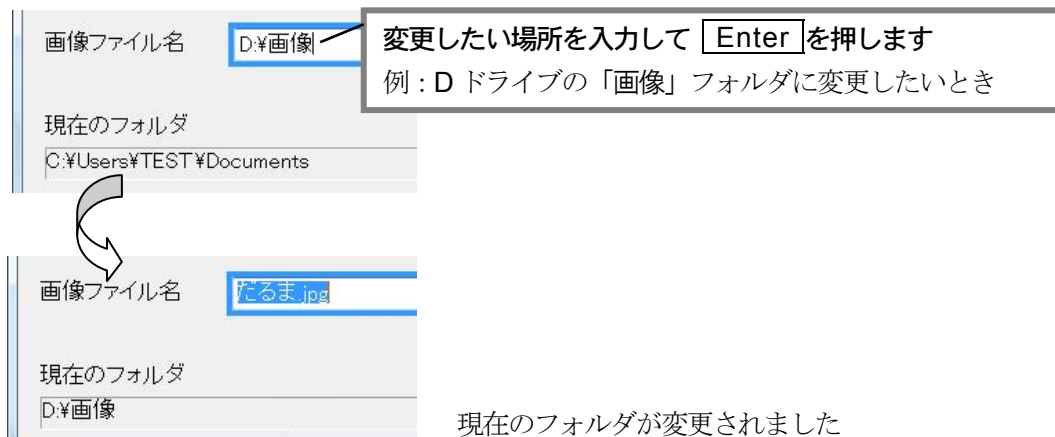 画像ファイル名 D:¥画像
変更したい場所を入力して Enter を押します
例：D ドライブの「画像」フォルダに変更したいとき
現在のフォルダ
C:¥Users¥TEST¥Documents
画像ファイル名 だるま.jpg
現在のフォルダ
D:¥画像
現在のフォルダが変更されました